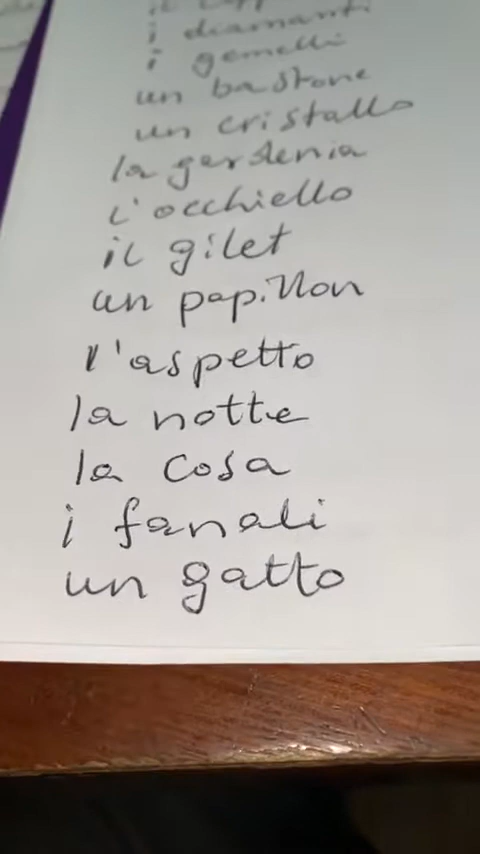 i diamanti
i gemelli
un bastone
un cristallo
la gardenia
l'occhiello
il gilet
un papillon
l'aspetto
la notte
la cosa
i fanali
un gatto